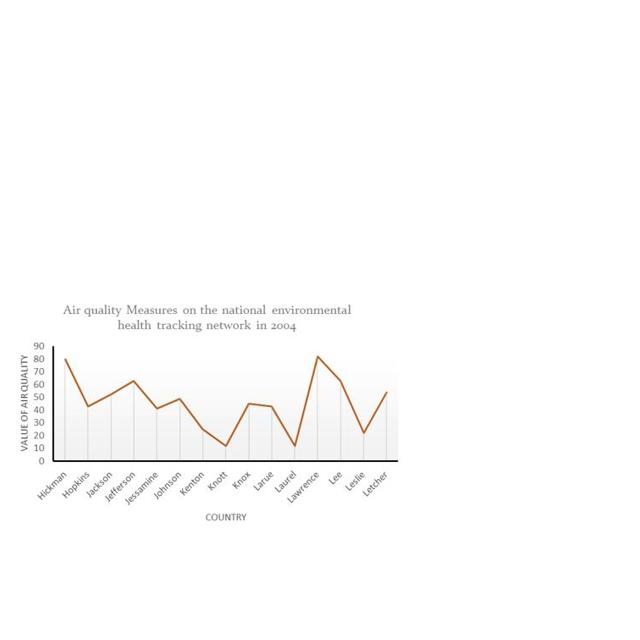 Air quality Measures on the national environmental
health tracking network in 2004
VALUE OF AIR QUALITY
90
80
70
60
50
40
30
20
10
0
Hickman
Hopkins
Jackson
Jefferson
Jessamine
Johnson
Kenton
Knott
Knox
Larue
Laurel
Lawrence
Lee
Leslie
Letcher
COUNTRY